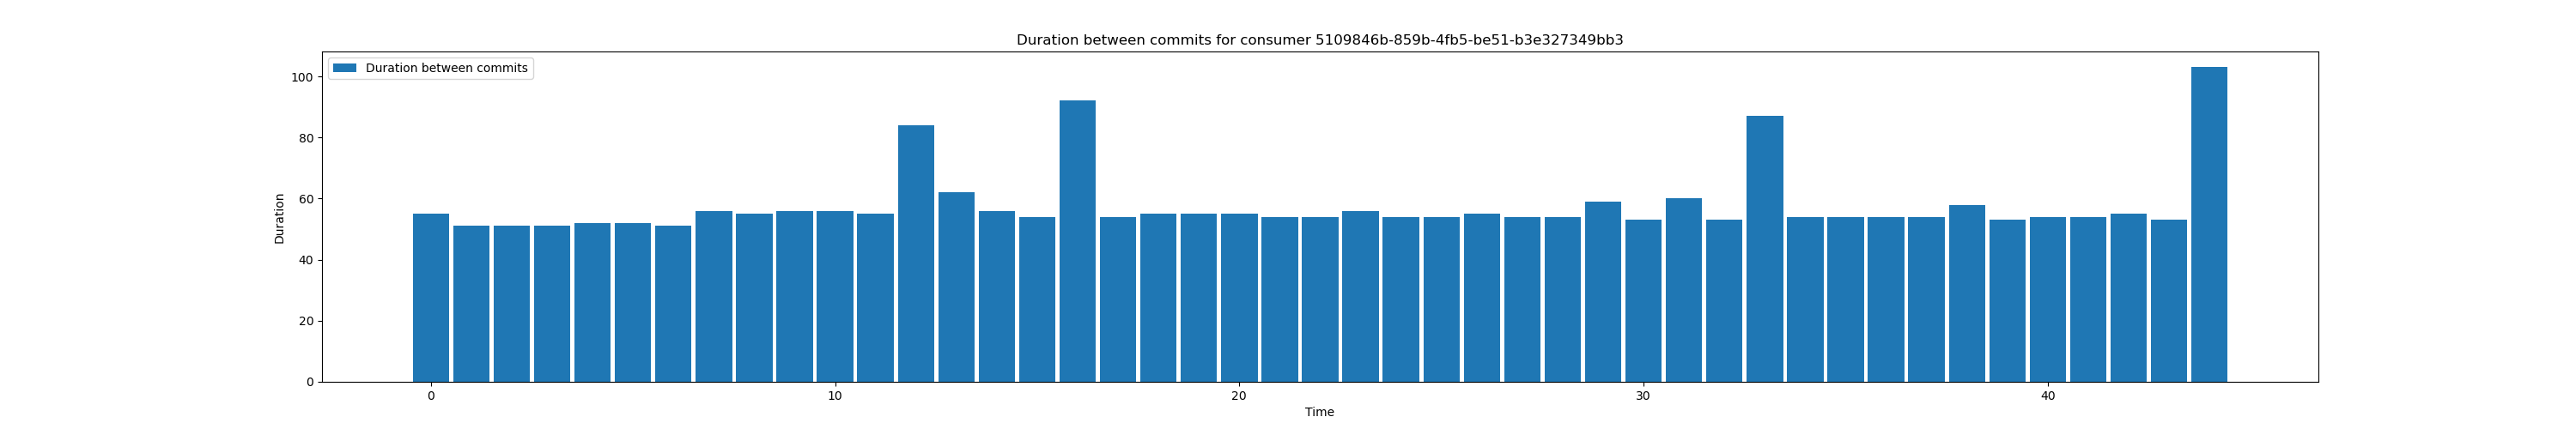 Duration between commits for consumer 5109846b-859b-4fb5-be51-b3e327349bb3
Duration between commits
100
80
60
40
20
0
Duration
0 10 20 30 40
Time